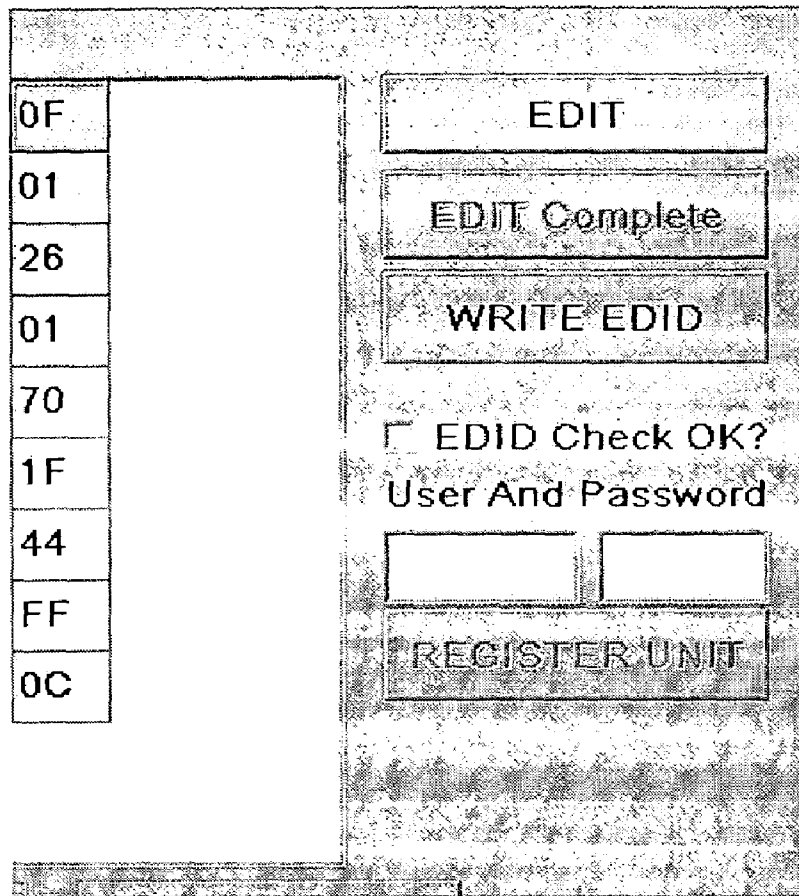 0F
01
26
01
70
1F
44
FF
0C
EDIT
EDIT Complete
WRITE EDID
EDID Check OK?
User And Password
REGISTER UNIT